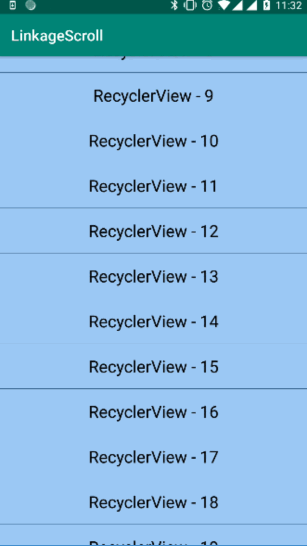 11:32
LinkageScroll
RecyclerView - 9
RecyclerView - 10
RecyclerView - 11
RecyclerView - 12
RecyclerView - 13
RecyclerView - 14
RecyclerView - 15
RecyclerView - 16
RecyclerView - 17
RecyclerView - 18